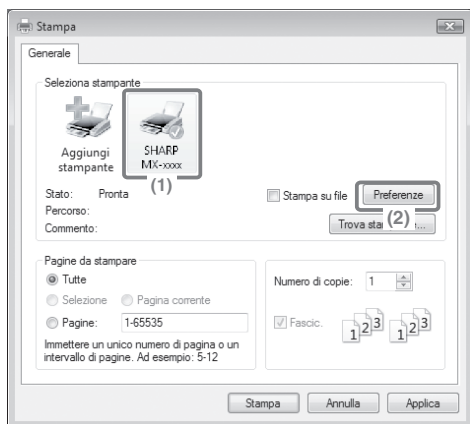 Stampa
Generale
Seleziona stampante
Aggiungi
stampante
SHARP
MX-xxxx
(1)
Stato: Pronta
Percorso:
Commento:
Stampa su file
Preferenze
(2)
Pagine da stampare
Tutte
Selezione Pagina corrente
Pagine: 1-65535
Immettere un unico numero di pagina o un
intervallo di pagine. Ad esempio: 5-12
Numero di copie: 1
Fascic.
1 2 3 1 2 3
Stampa Annulla Applica